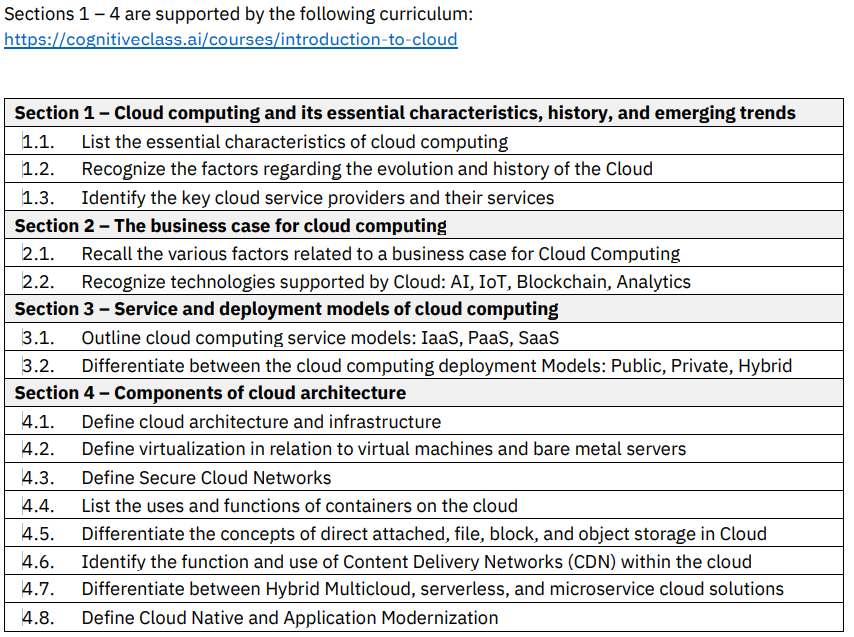 Sections 1 – 4 are supported by the following curriculum:
https://cognitiveclass.ai/courses/introduction-to-cloud
Section 1 – Cloud computing and its essential characteristics, history, and emerging trends
1.1. List the essential characteristics of cloud computing
1.2. Recognize the factors regarding the evolution and history of the Cloud
1.3. Identify the key cloud service providers and their services
Section 2 – The business case for cloud computing
2.1. Recall the various factors related to a business case for Cloud Computing
2.2. Recognize technologies supported by Cloud: AI, IoT, Blockchain, Analytics
Section 3 – Service and deployment models of cloud computing
3.1. Outline cloud computing service models: IaaS, PaaS, SaaS
3.2. Differentiate between the cloud computing deployment Models: Public, Private, Hybrid
Section 4 – Components of cloud architecture
4.1. Define cloud architecture and infrastructure
4.2. Define virtualization in relation to virtual machines and bare metal servers
4.3. Define Secure Cloud Networks
4.4. List the uses and functions of containers on the cloud
4.5. Differentiate the concepts of direct attached, file, block, and object storage in Cloud
4.6. Identify the function and use of Content Delivery Networks (CDN) within the cloud
4.7. Differentiate between Hybrid Multicloud, serverless, and microservice cloud solutions
4.8. Define Cloud Native and Application Modernization